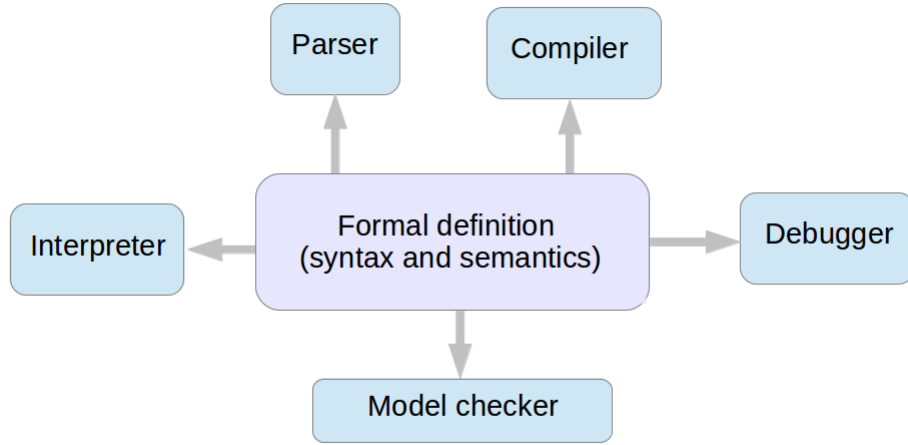 Parser
Compiler
Interpreter
Formal definition
(syntax and semantics)
Debugger
Model checker